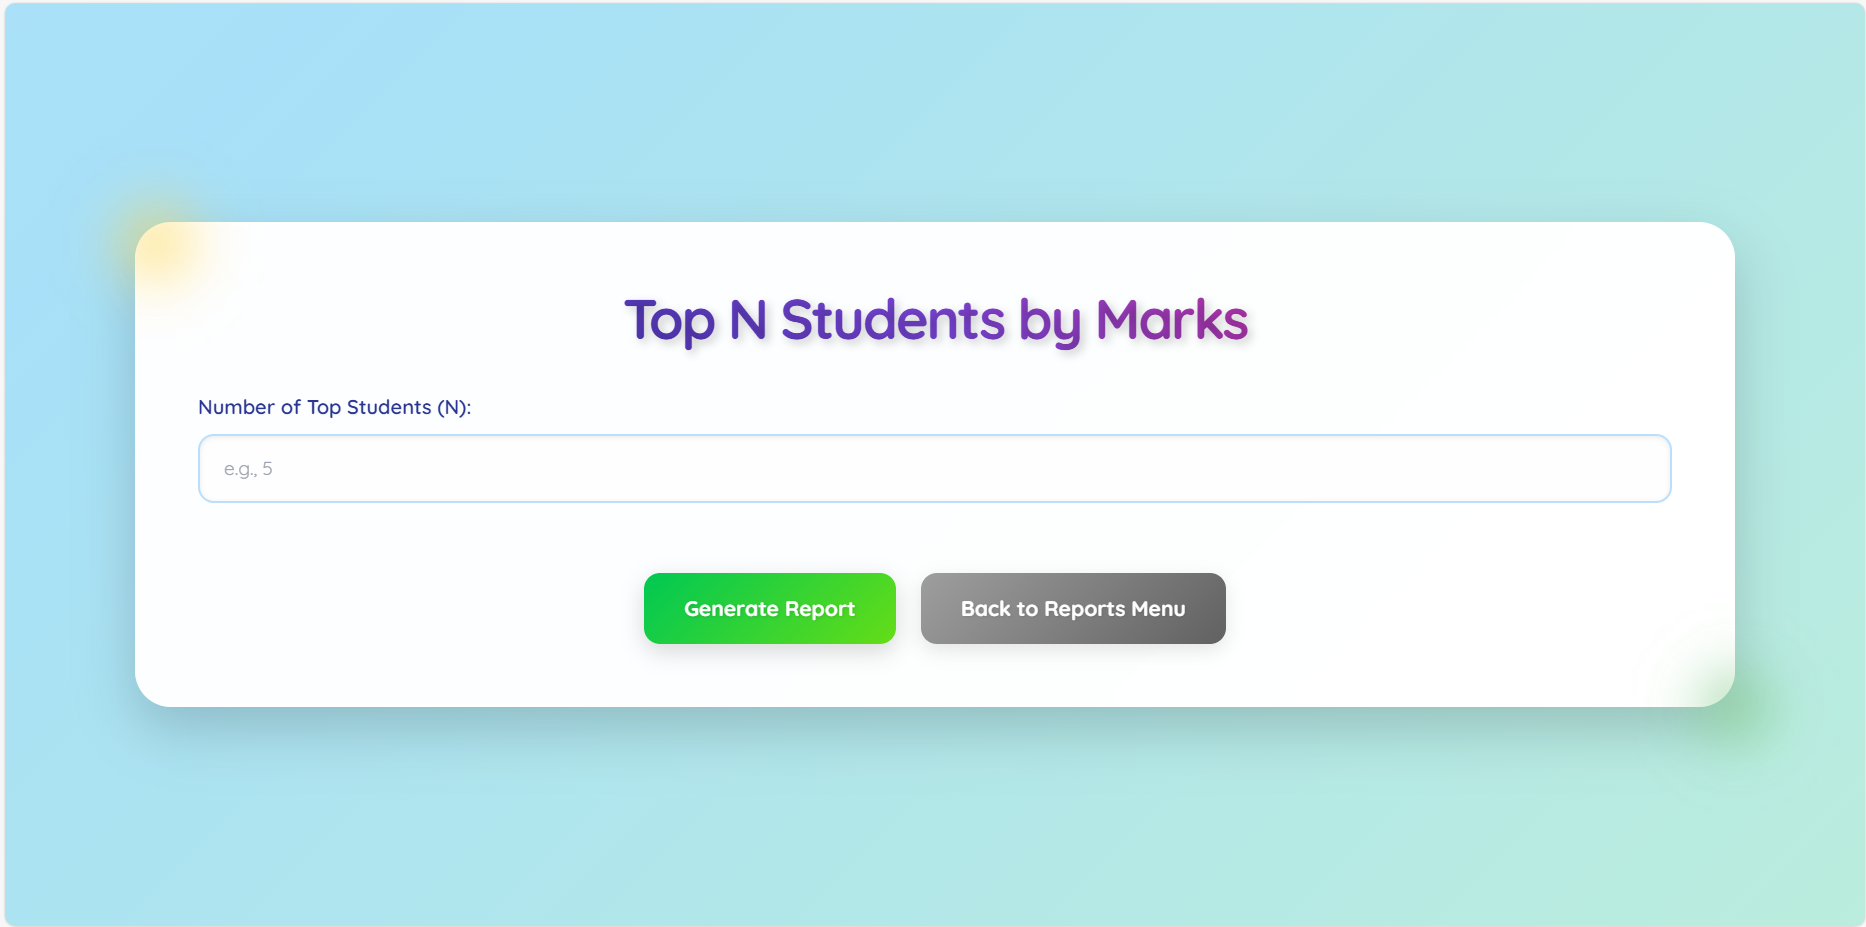 Top N Students by Marks
Number of Top Students (N):
e.g., 5
Generate Report
Back to Reports Menu